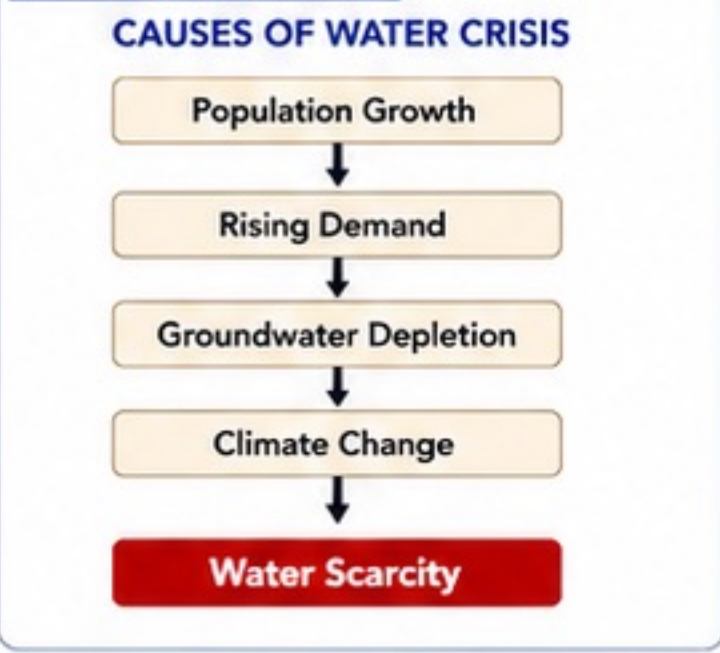 CAUSES OF WATER CRISIS
Population Growth
Rising Demand
Groundwater Depletion
Climate Change
Water Scarcity